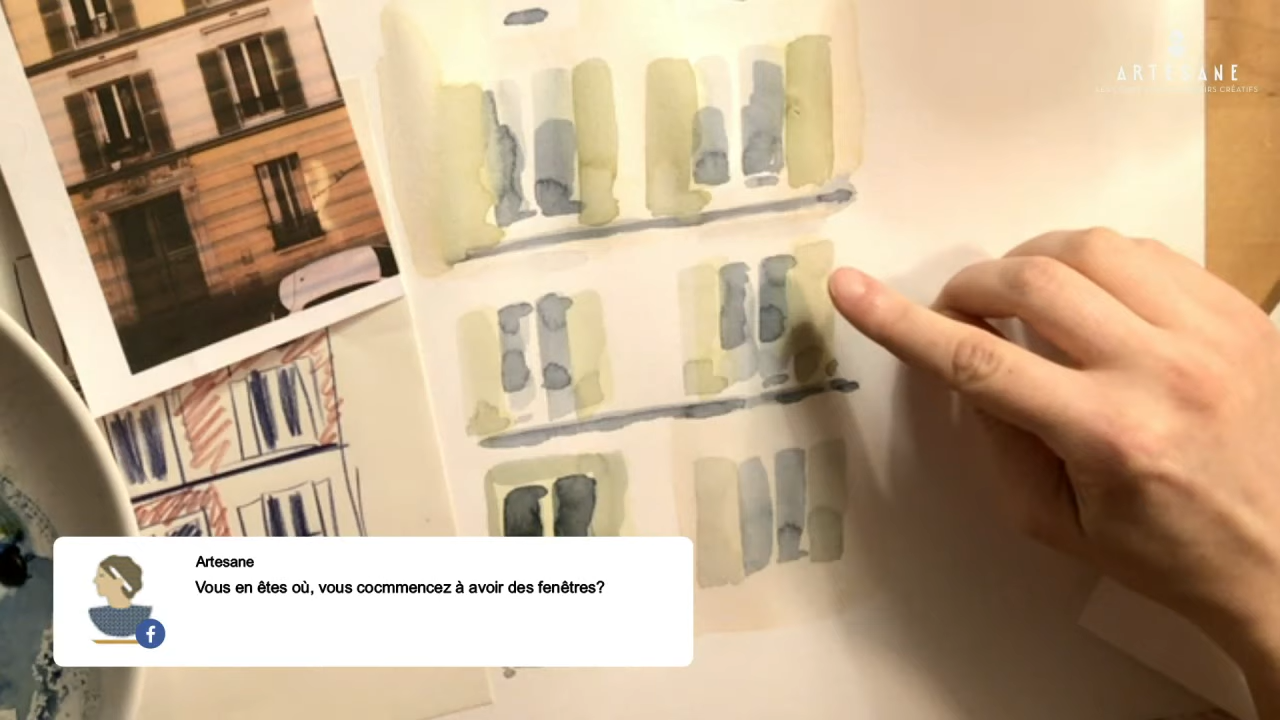 ARTESANE
Artesane
Vous en êtes où, vous cocmmencez à avoir des fenêtres?